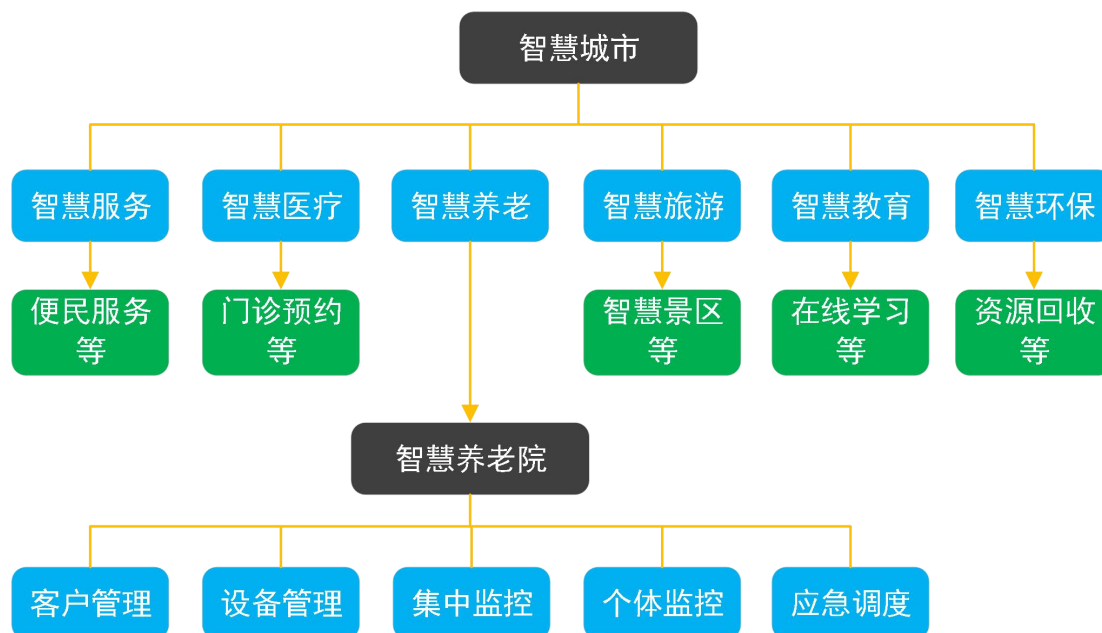 智慧城市
智慧服务
智慧医疗
智慧养老
智慧旅游
智慧教育
智慧环保
便民服务
等
门诊预约
等
智慧景区
等
在线学习
等
资源回收
等
智慧养老院
客户管理
设备管理
集中监控
个体监控
应急调度